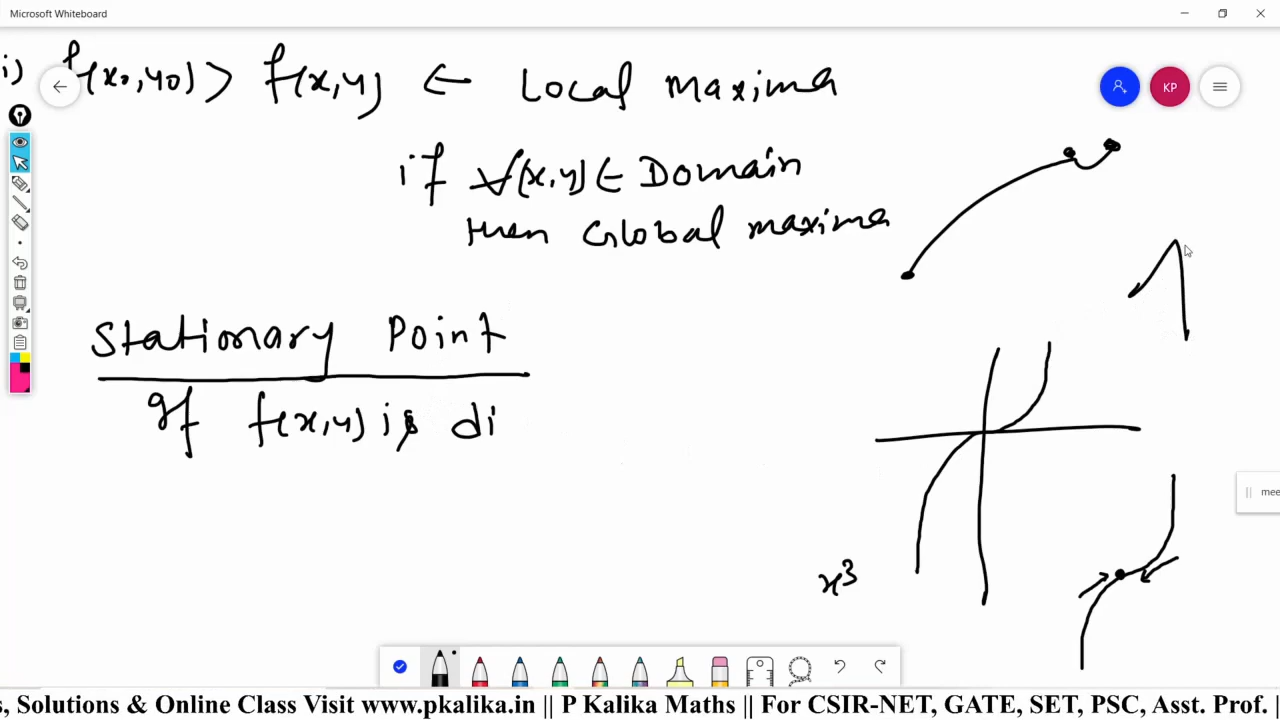 Microsoft Whiteboard
i) f(x0,y0) > f(x,y) ← Local maxima
KP
if ∀(x,y) ∈ Domain
then Global maxima
Stationary Point
If f(x,y) is di
mee
x³
s, Solutions & Online Class Visit www.pkalika.in || P Kalika Maths || For CSIR-NET, GATE, SET, PSC, Asst. Prof. |